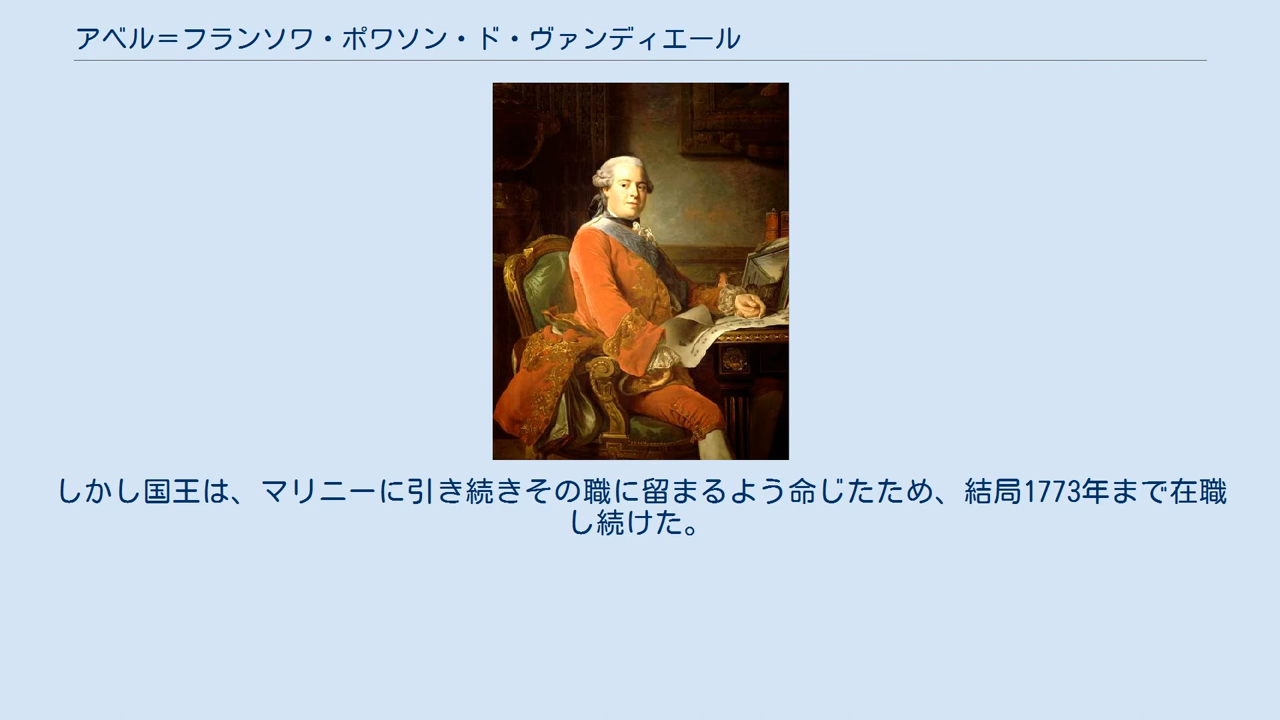 アベル＝フランソワ・ポワソン・ド・ヴァンディエール
しかし国王は、マリニーに引き続きその職に留まるよう命じたため、結局1773年まで在職
し続けた。